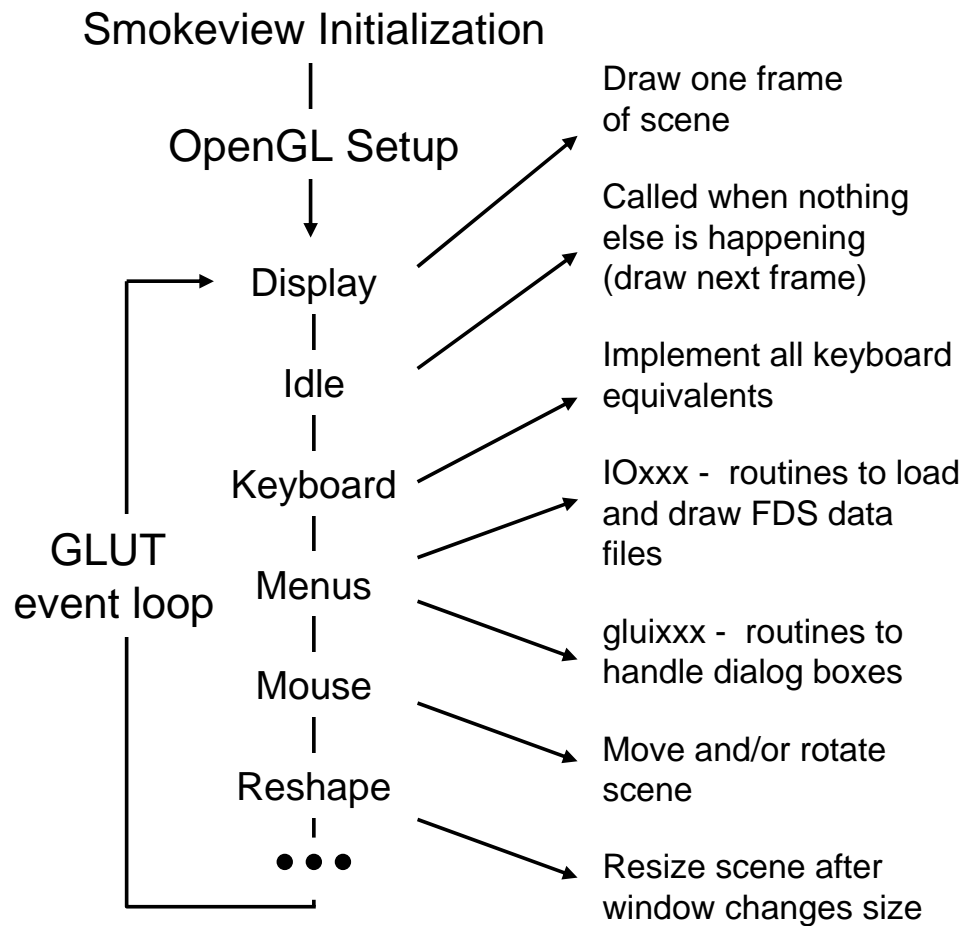 Smokeview Initialization
OpenGL Setup
Display
Idle
Keyboard
Menus
Mouse
Reshape
GLUT
event loop
Draw one frame
of scene
Called when nothing
else is happening
(draw next frame)
Implement all keyboard
equivalents
IOxxx - routines to load
and draw FDS data
files
gluixxx - routines to
handle dialog boxes
Move and/or rotate
scene
Resize scene after
window changes size